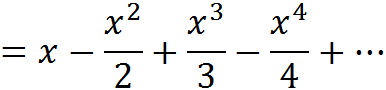 = x − x²/2 + x³/3 − x⁴/4 + ⋯